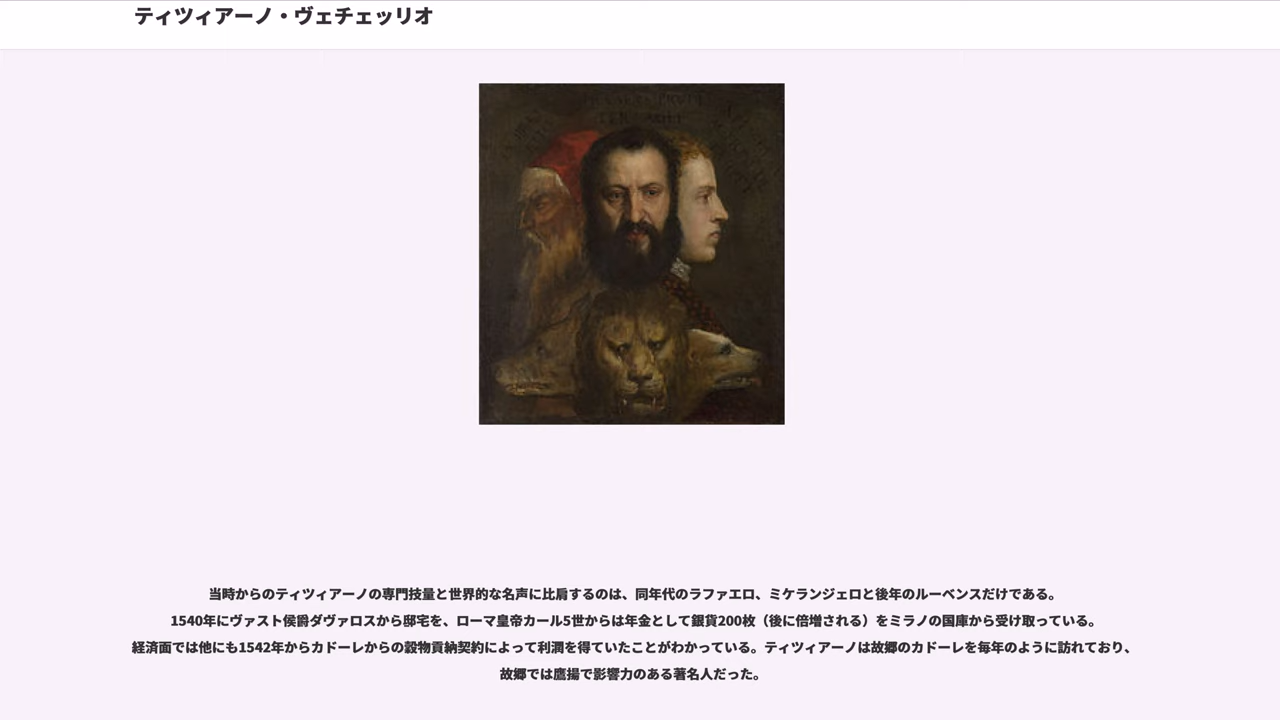 ティツィアーノ・ヴェチェッリオ
当時からのティツィアーノの専門技量と世界的な名声に比肩するのは、同年代のラファエロ、ミケランジェロと後年のルーベンスだけである。
1540年にヴァスト侯爵ダヴァロスから邸宅を、ローマ皇帝カール5世からは年金として銀貨200枚（後に倍増される）をミラノの国庫から受け取っている。
経済面では他にも1542年からカドーレからの穀物貢納契約によって利潤を得ていたことがわかっている。ティツィアーノは故郷のカドーレを毎年のように訪れており、
故郷では鷹揚で影響力のある著名人だった。